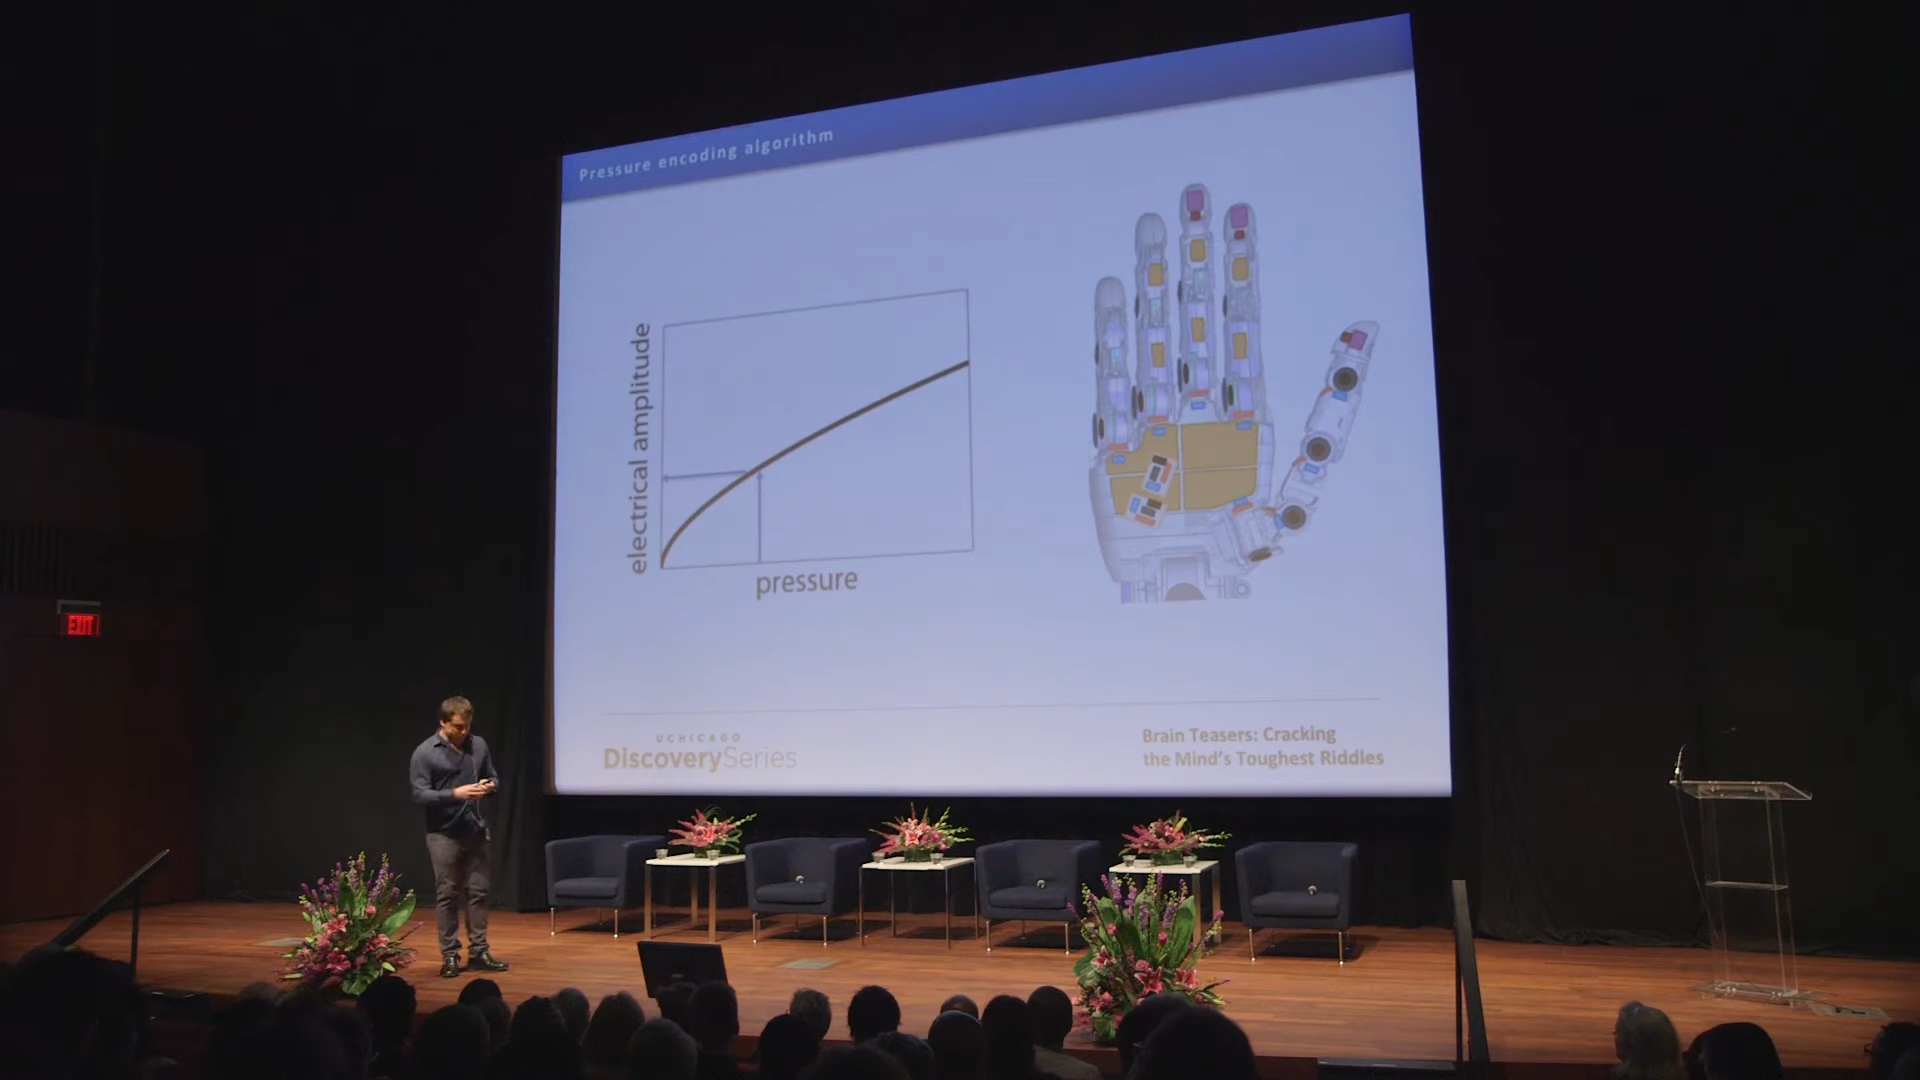 Pressure encoding algorithm
electrical amplitude
pressure
UCHICAGO
DiscoverySeries
Brain Teasers: Cracking
the Mind's Toughest Riddles
EXIT